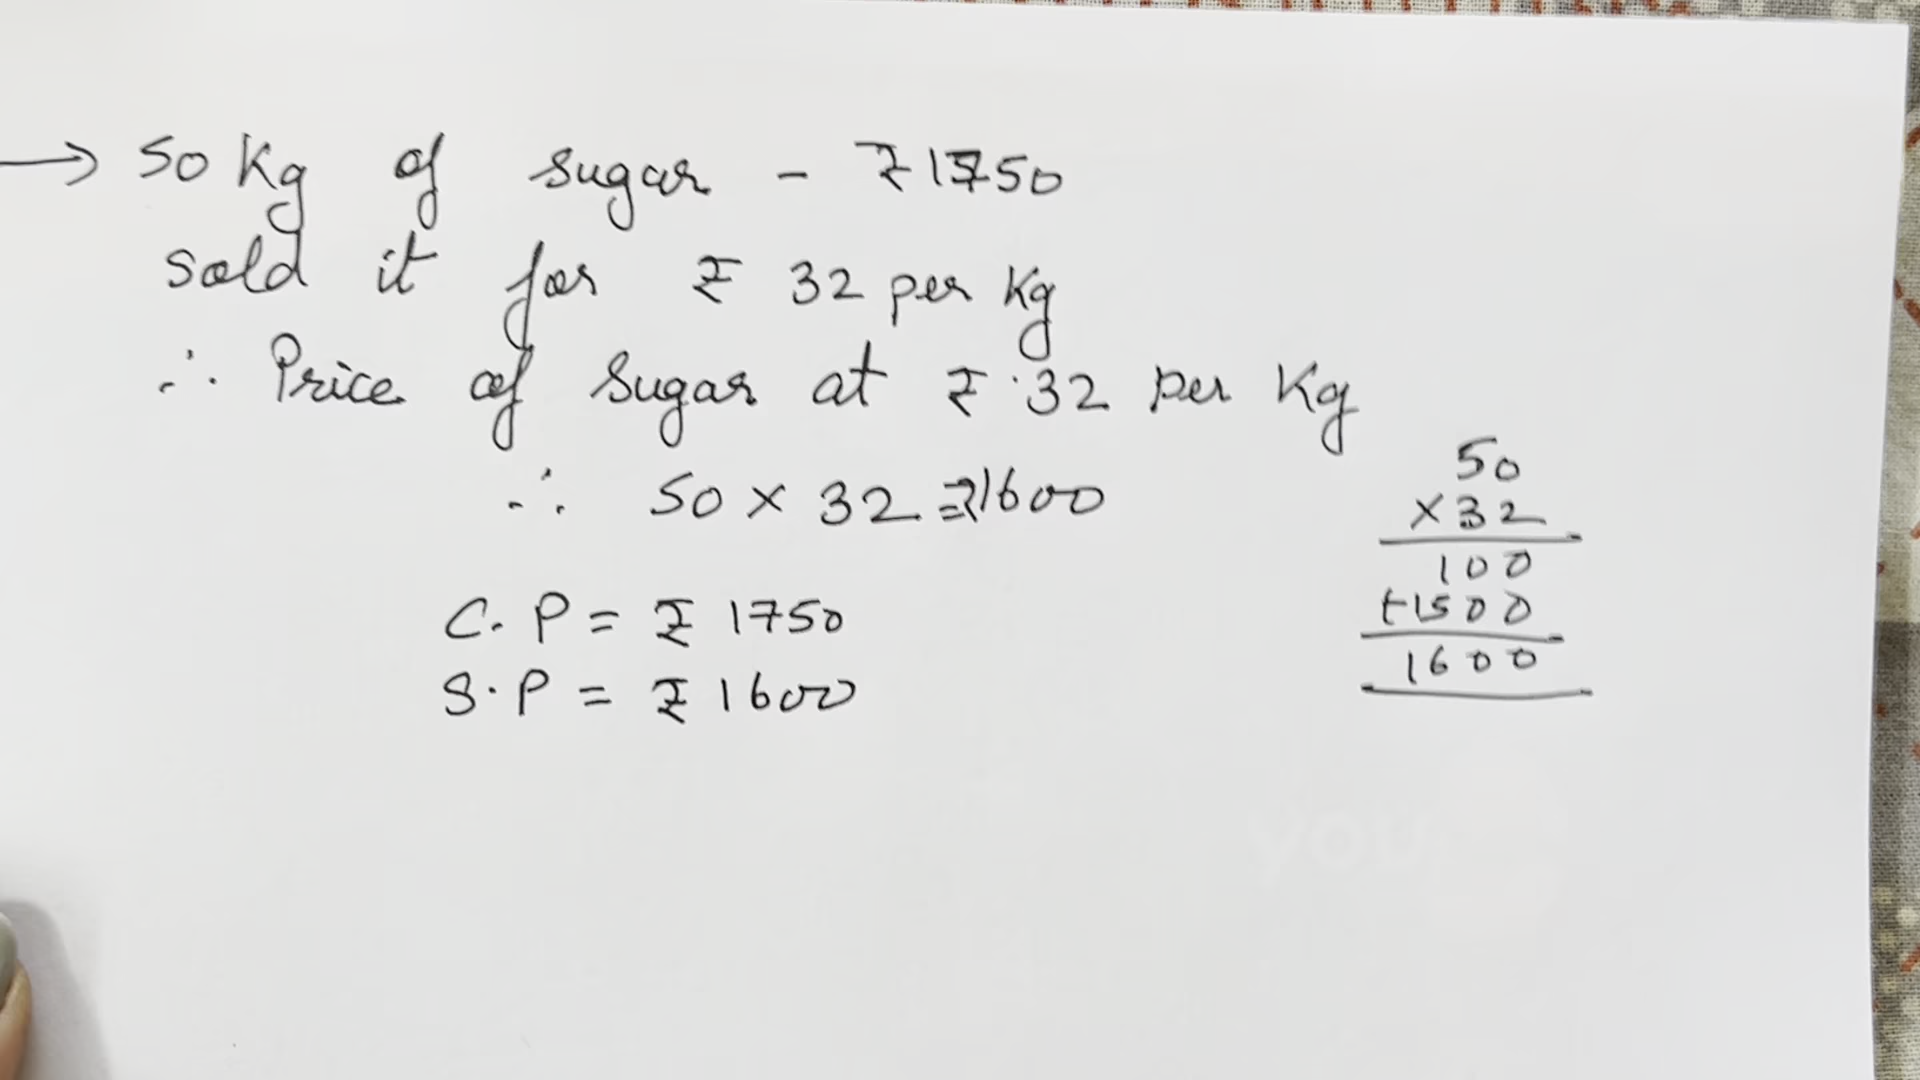 → 50 Kg of sugar - ₹1750
sold it for ₹ 32 per Kg
∴ Price of Sugar at ₹ 32 per Kg
∴ 50 × 32 = ₹1600
C.P = ₹ 1750
S.P = ₹ 1600
50
×32
100
+1500
1600
YOU